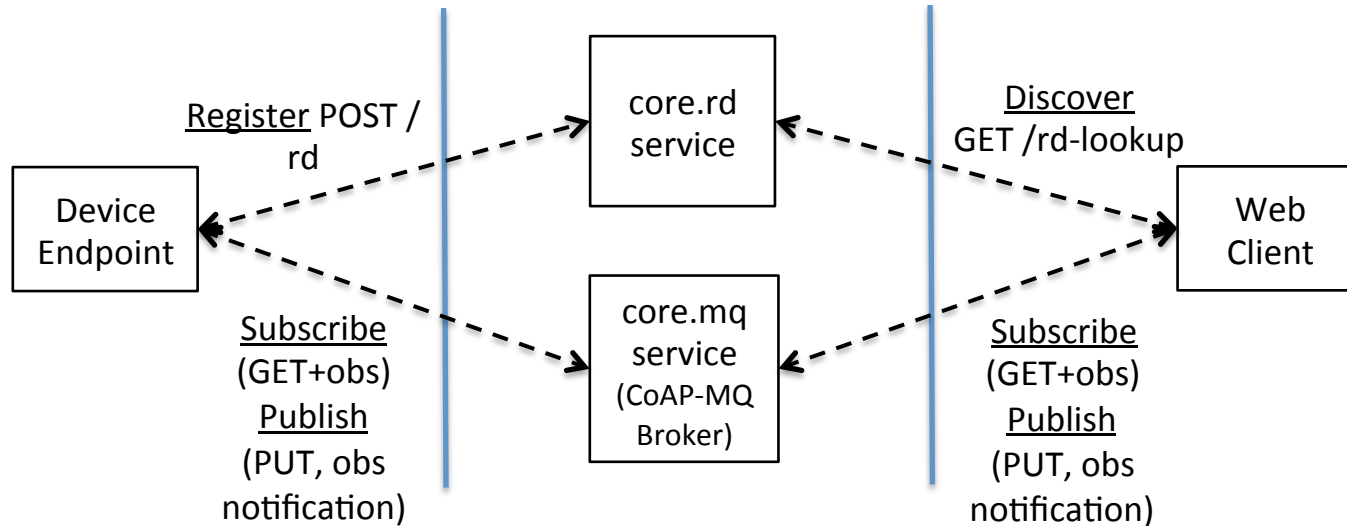 Register POST /
rd
core.rd
service
Discover
GET /rd-lookup
Device
Endpoint
Web
Client
Subscribe
(GET+obs)
Publish
(PUT, obs
notification)
core.mq
service
(CoAP-MQ
Broker)
Subscribe
(GET+obs)
Publish
(PUT, obs
notification)